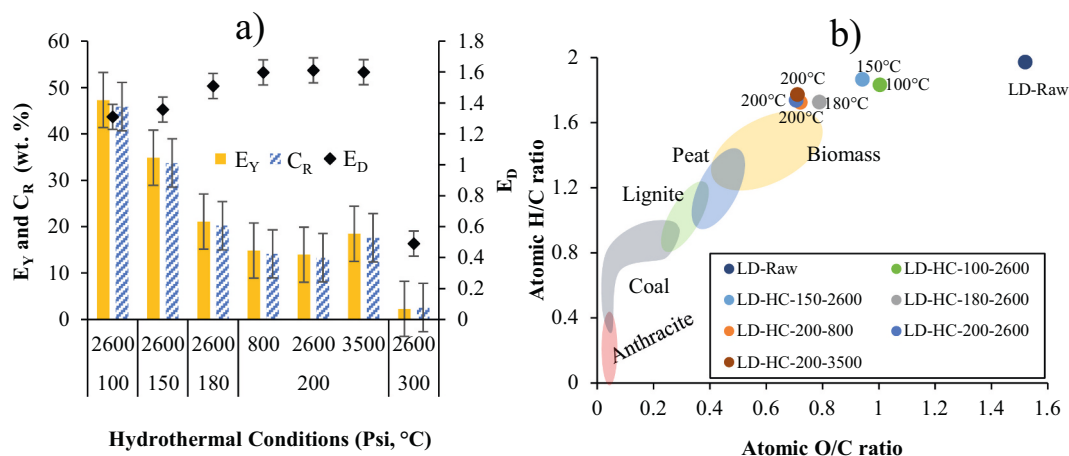 a)
60
50
40
30
20
10
0
E_Y and C_R (wt. %)
E_Y C_R E_D
1.8
1.6
1.4
1.2
1
0.8
0.6
0.4
0.2
0
E_D
2600 2600 2600 800 2600 3500 2600
100 150 180 200 300
Hydrothermal Conditions (Psi, °C)
b)
2
1.6
1.2
0.8
0.4
0
Atomic H/C ratio
150°C
200°C
100°C
200°C
180°C
200°C
LD-Raw
Peat
Biomass
Lignite
Coal
Anthracite
LD-Raw LD-HC-100-2600
LD-HC-150-2600 LD-HC-180-2600
LD-HC-200-800 LD-HC-200-2600
LD-HC-200-3500
0 0.2 0.4 0.6 0.8 1 1.2 1.4 1.6
Atomic O/C ratio